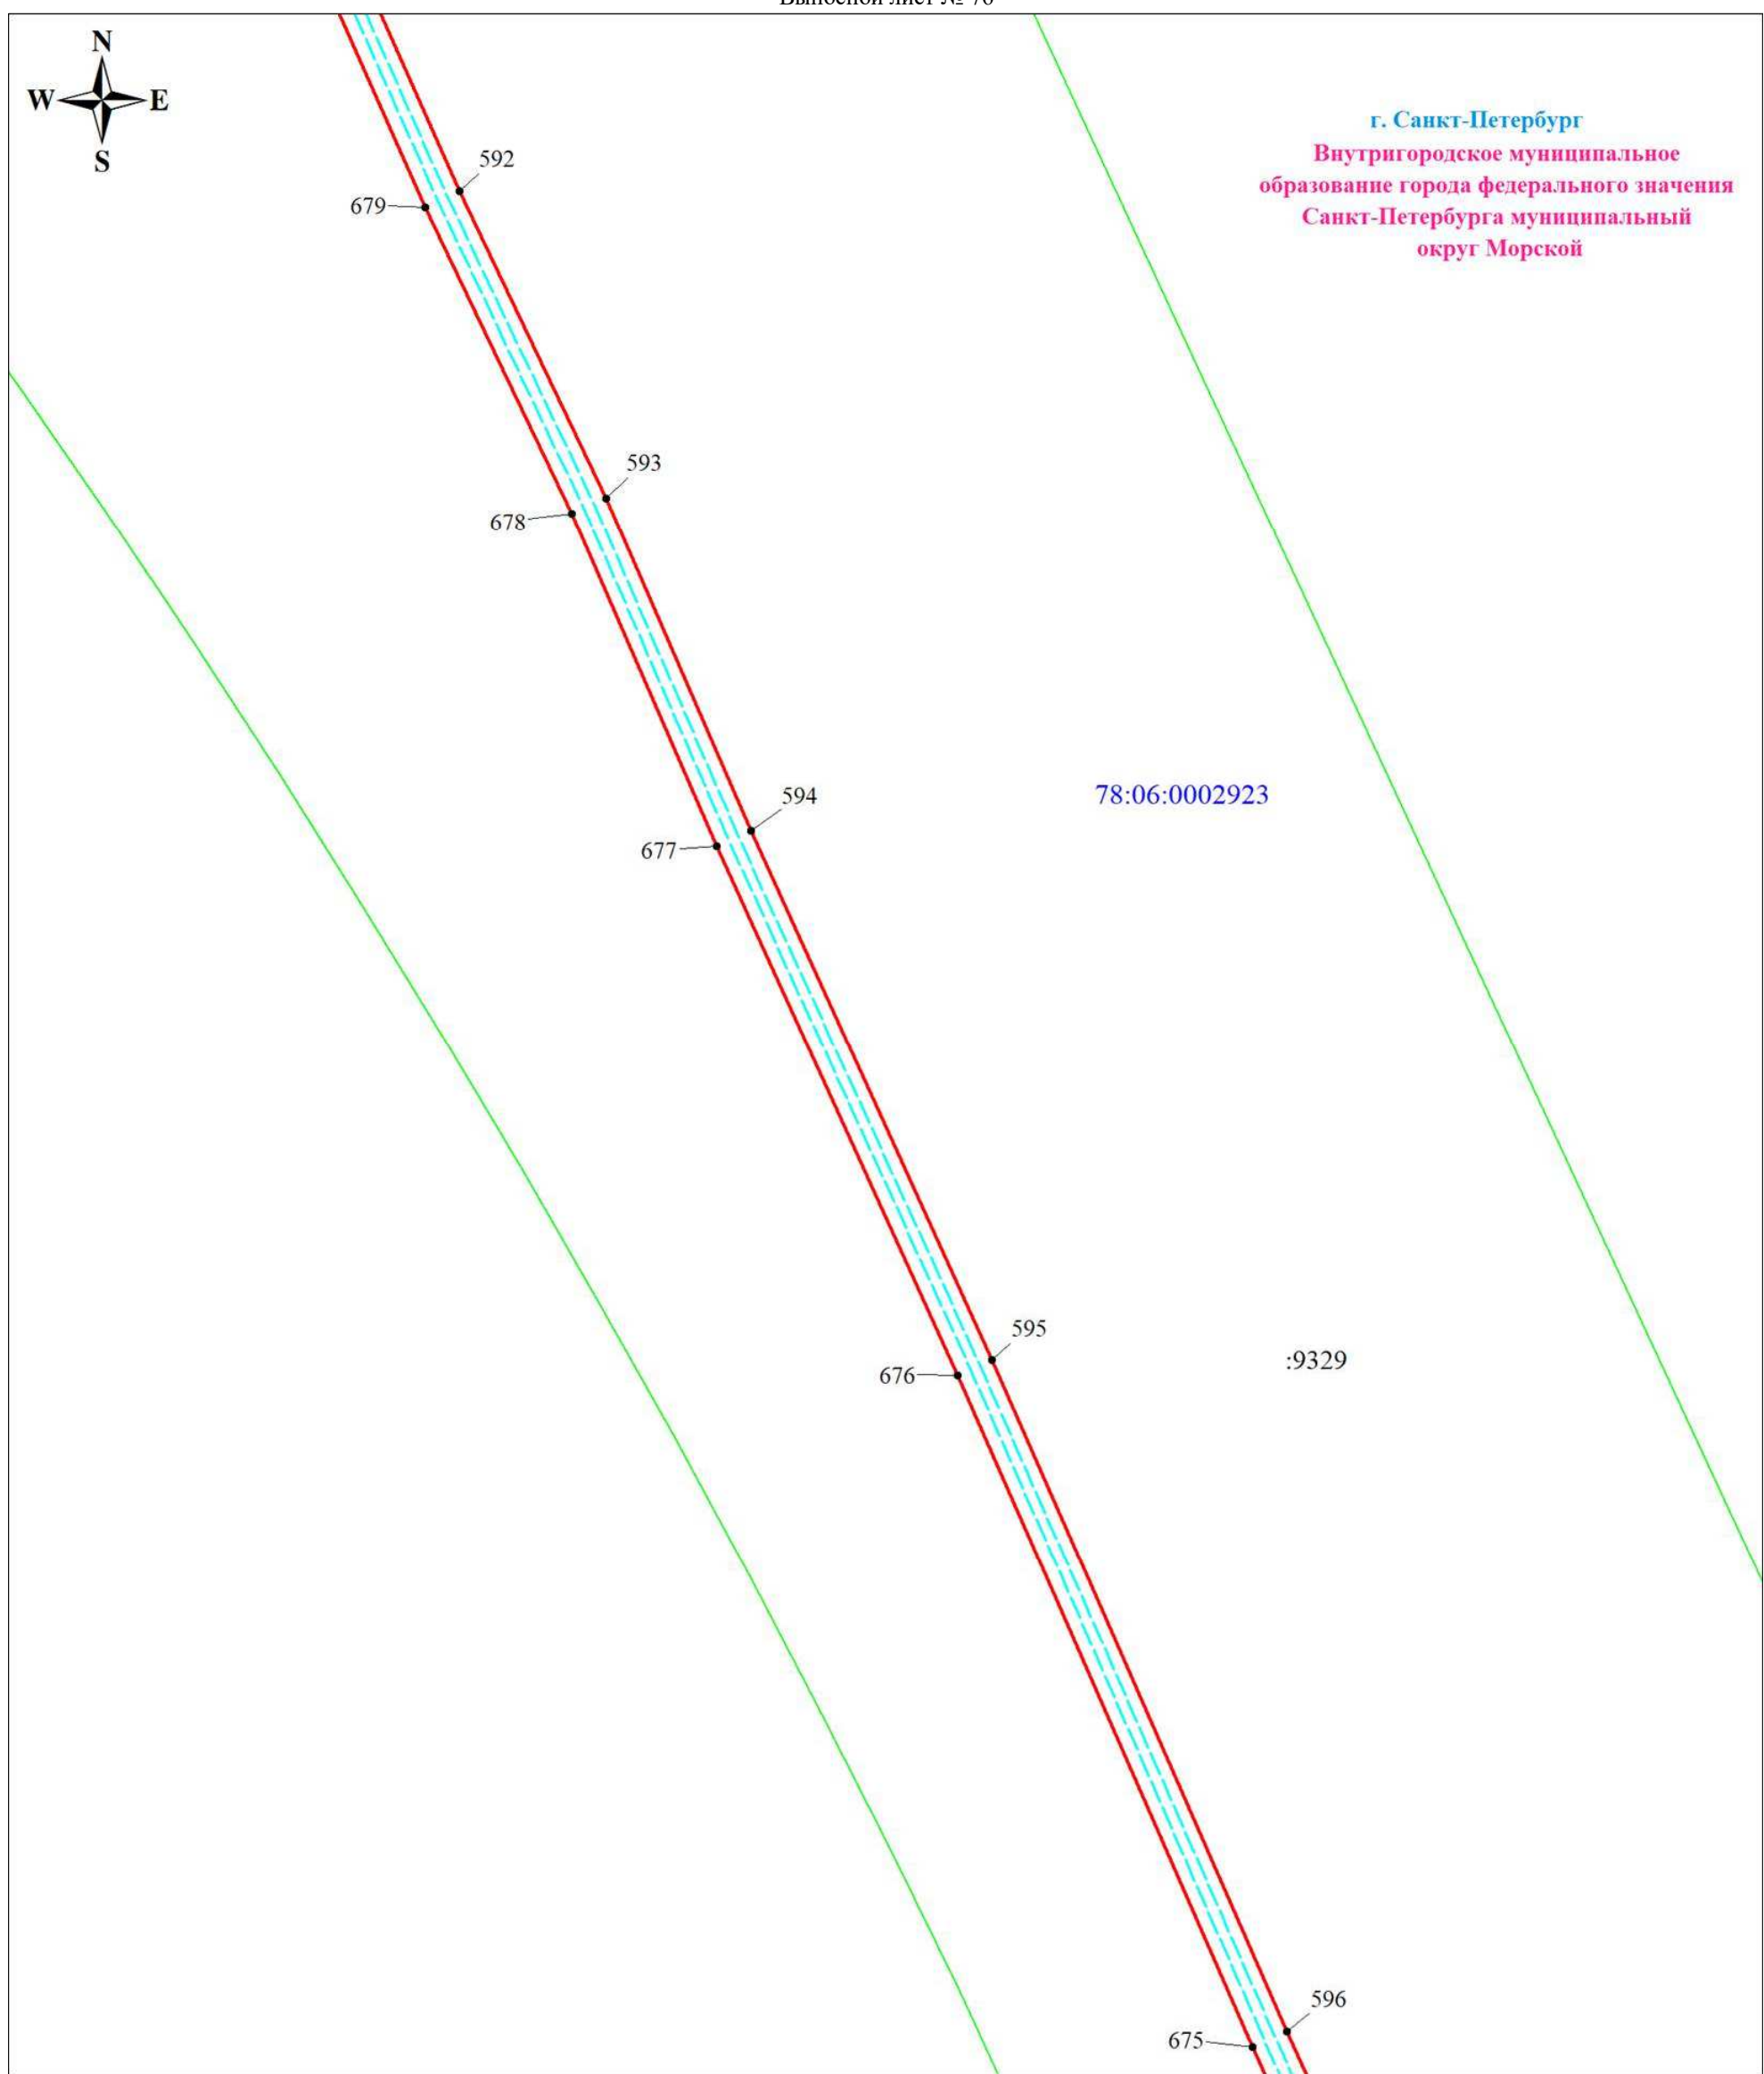 N
W E
S
г. Санкт-Петербург
Внутригородское муниципальное
образование города федерального значения
Санкт-Петербурга муниципальный
округ Морской
592
679
593
678
594
78:06:0002923
677
595
:9329
676
596
675